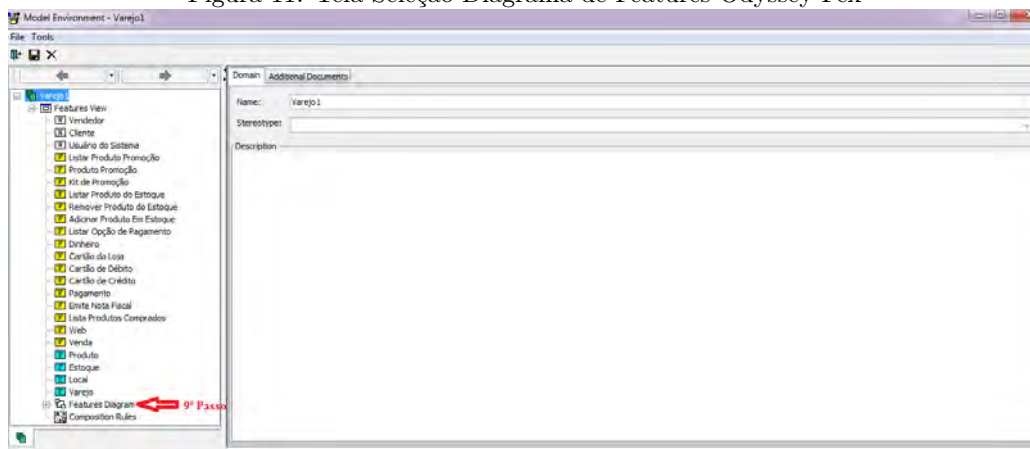 Figura 11: Tela Seleção Diagrama de Features Odyssey-FEX
Model Environment - Varejo1
File Tools
Varejo1
Features View
Vendedor
Cliente
Usuário do Sistema
Listar Produto Promoção
Produto Promoção
Kit de Promoção
Listar Produto do Estoque
Remover Produto do Estoque
Adicinar Produto Em Estoque
Listar Opção de Pagamento
Dinheiro
Cartão da Loja
Cartão de Débito
Cartão de Crédito
Pagamento
Emite Nota Fiscal
Lista Produtos Comprados
Web
Venda
Produto
Estoque
Local
Varejo
Features Diagram 9º Passo
Composition Rules
Domain Additional Documents
Name: Varejo1
Stereotype:
Description